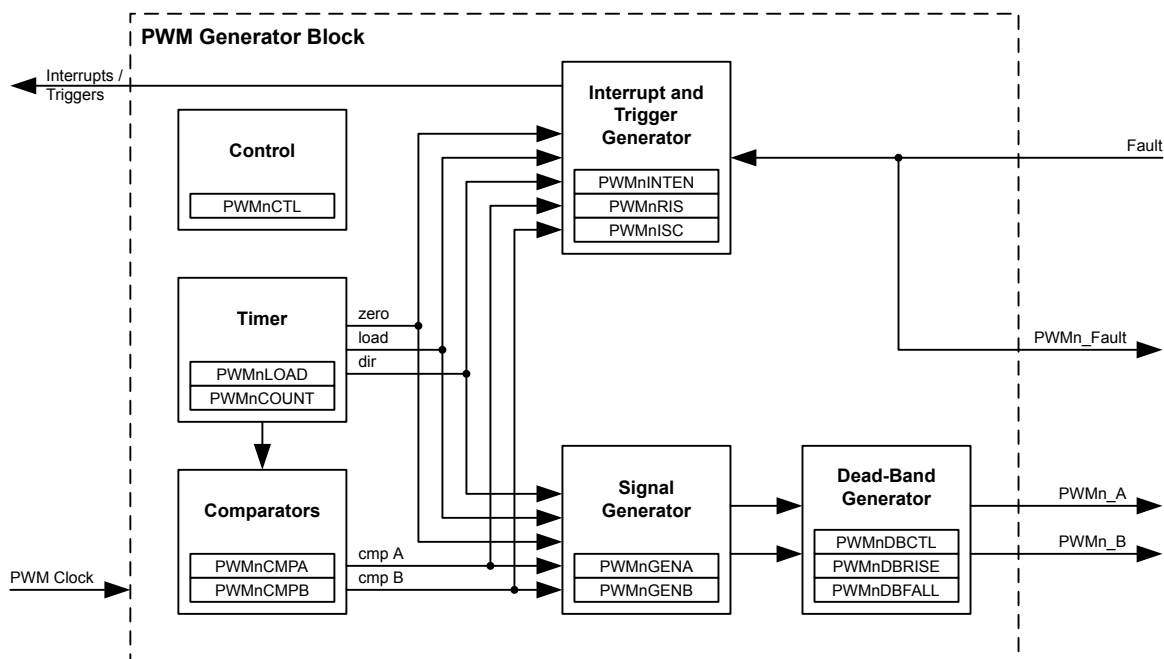 PWM Generator Block
Interrupts /
Triggers
Interrupt and
Trigger
Generator
PWMnINTEN
PWMnRIS
PWMnISC
Control
PWMnCTL
Fault
Timer
PWMnLOAD
PWMnCOUNT
zero
load
dir
PWMn_Fault
Comparators
PWMnCMPA
PWMnCMPB
cmp A
cmp B
PWM Clock
Signal
Generator
PWMnGENA
PWMnGENB
Dead-Band
Generator
PWMnDBCTL
PWMnDBRISE
PWMnDBFALL
PWMn_A
PWMn_B